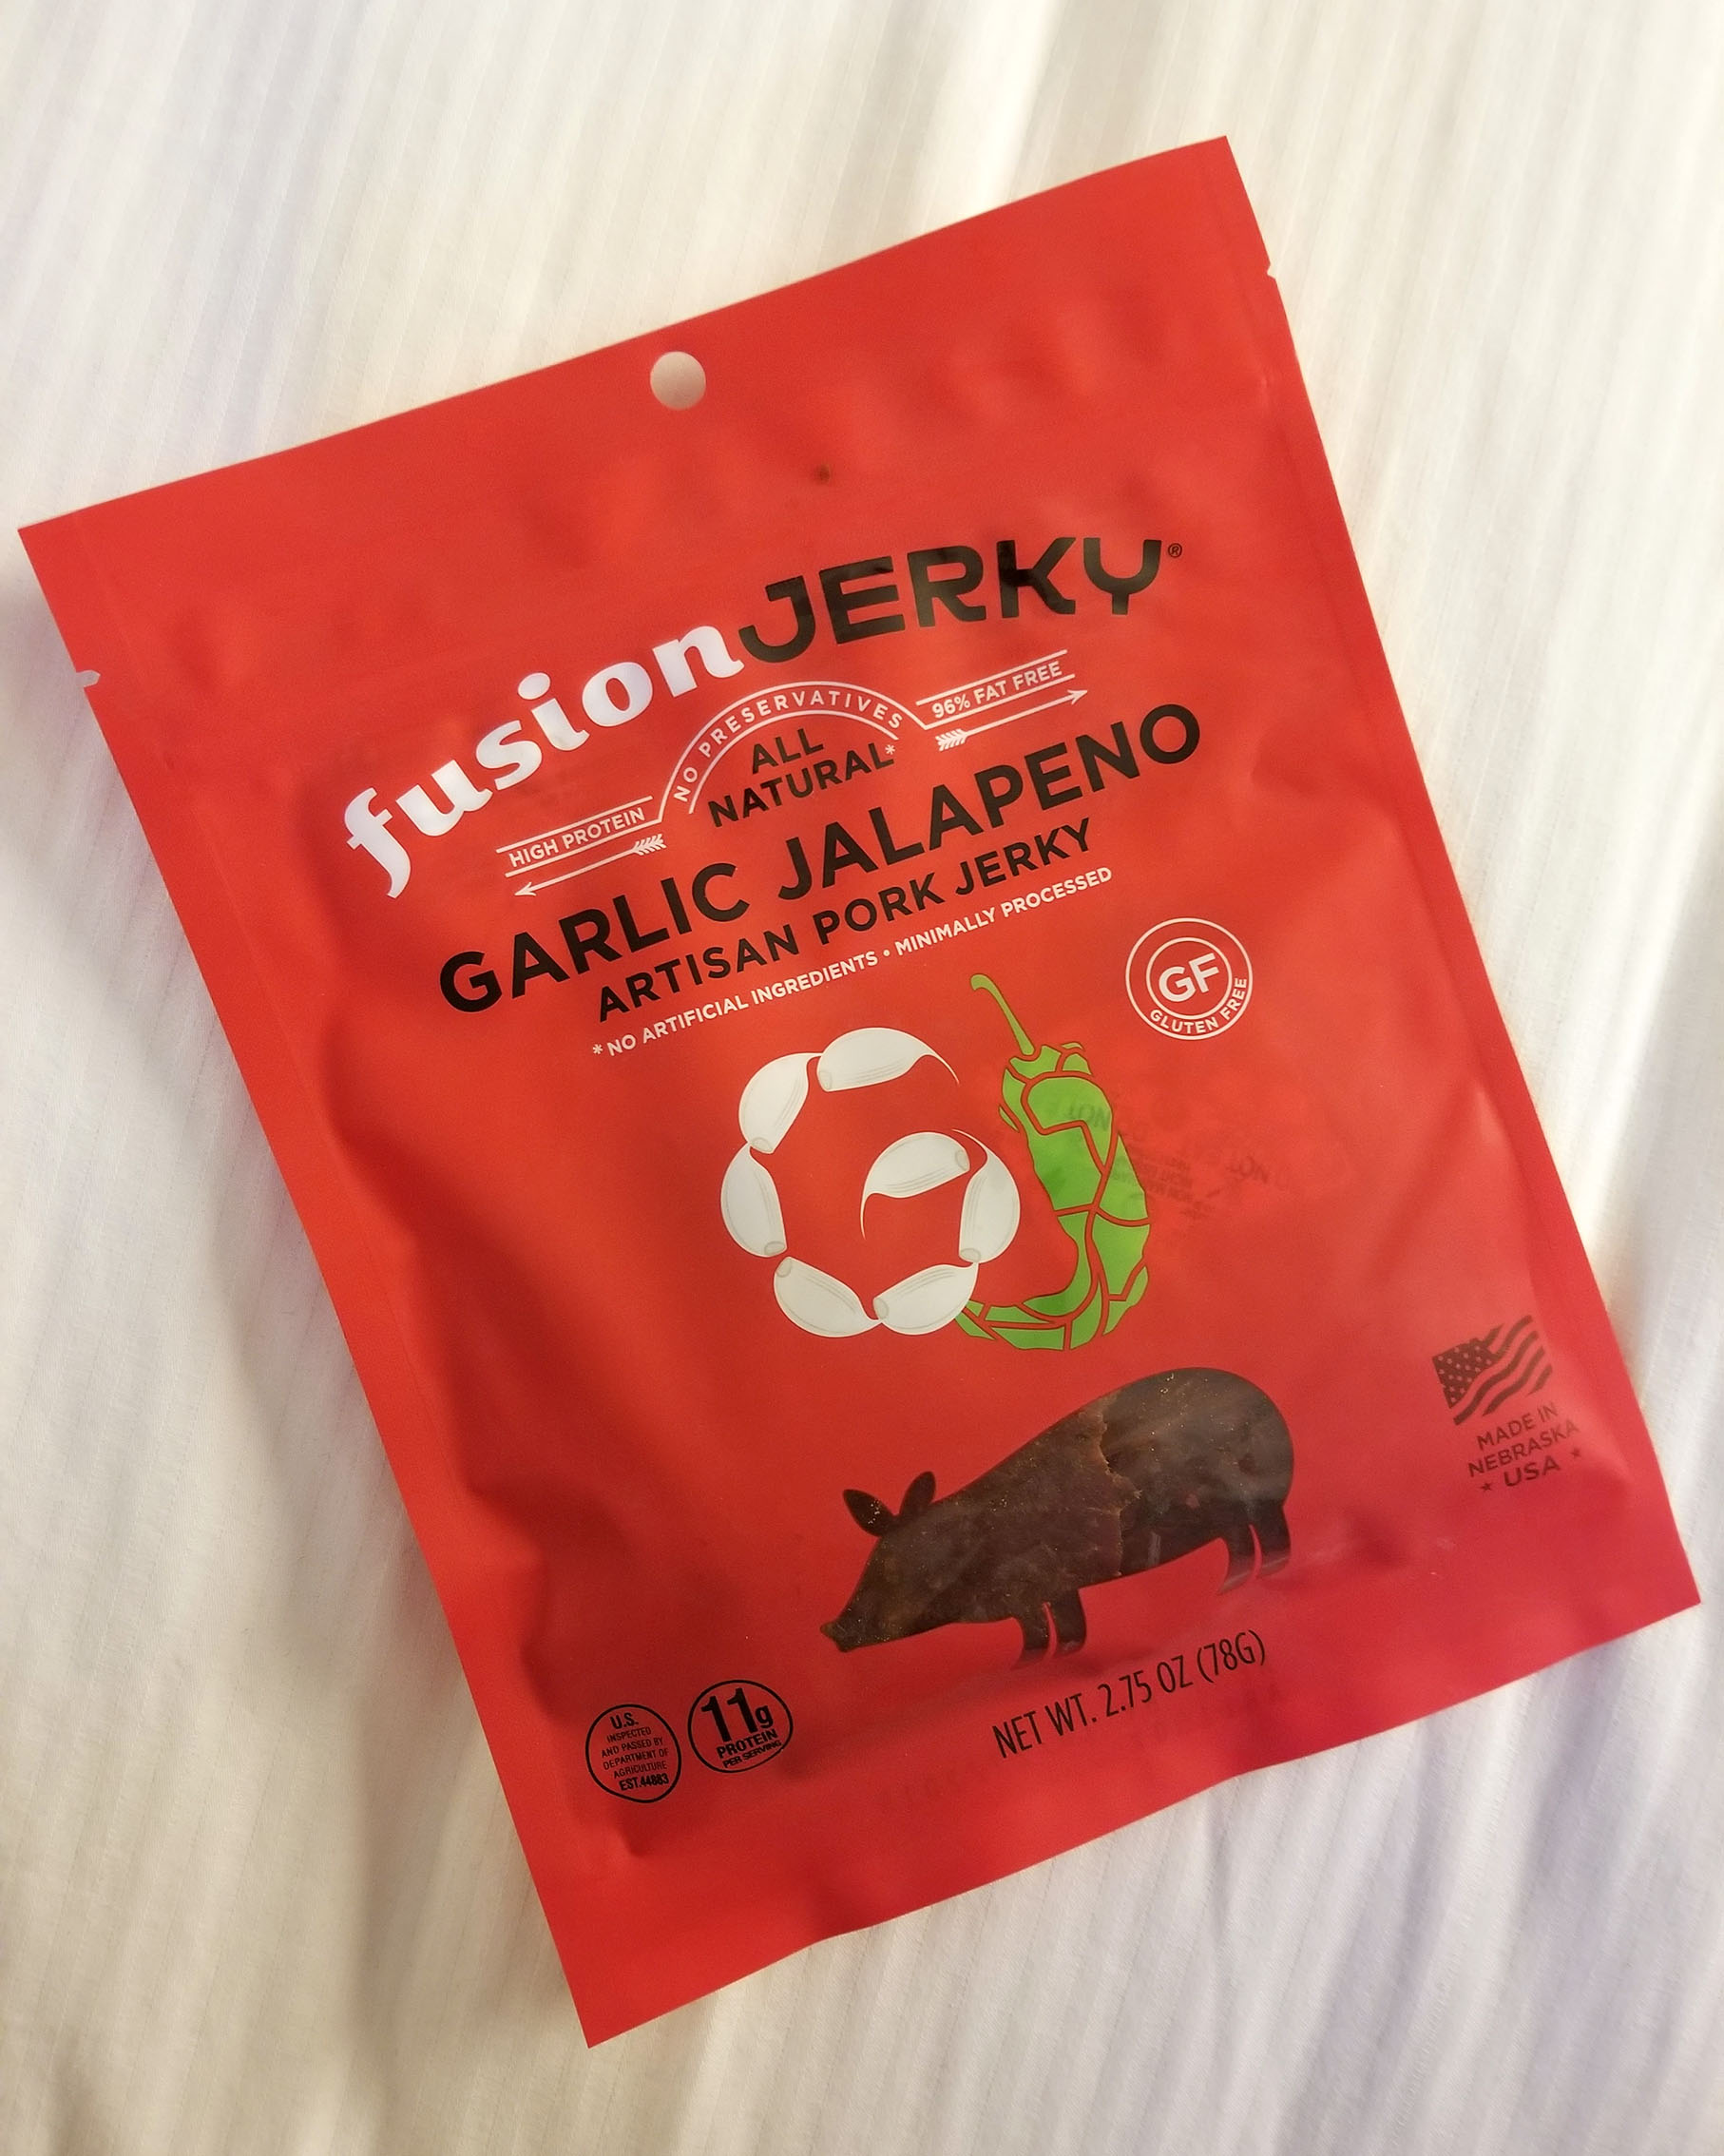 fusionJERKY®
NO PRESERVATIVES
96% FAT FREE
ALL
NATURAL*
HIGH PROTEIN
GARLIC JALAPENO
ARTISAN PORK JERKY
*NO ARTIFICIAL INGREDIENTS • MINIMALLY PROCESSED
GF
GLUTEN FREE
MADE IN
NEBRASKA
USA
U.S.
INSPECTED
AND PASSED BY
DEPARTMENT OF
AGRICULTURE
EST.44883
11g
PROTEIN
PER SERVING
NET WT. 2.75 OZ (78G)